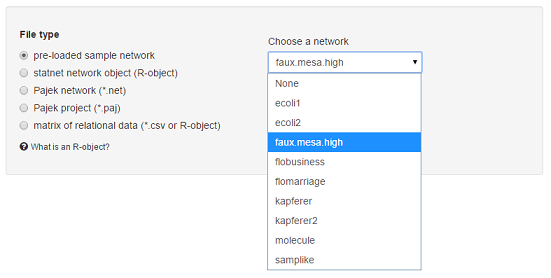 File type
pre-loaded sample network
statnet network object (R-object)
Pajek network (*.net)
Pajek project (*.paj)
matrix of relational data (*.csv or R-object)
What is an R-object?
Choose a network
faux.mesa.high
None
ecoli1
ecoli2
faux.mesa.high
flobusiness
flomarriage
kapferer
kapferer2
molecule
samplike